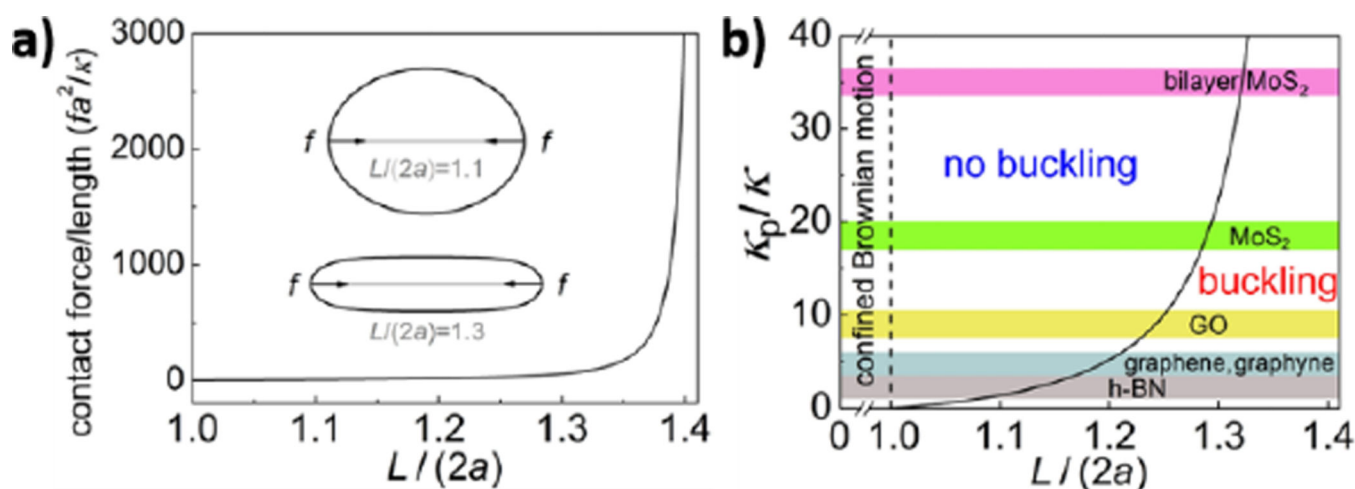 a)
contact force/length (fa²/κ)
3000
2000
1000
0
f
f
L/(2a)=1.1
f
f
L/(2a)=1.3
1.0 1.1 1.2 1.3 1.4
L/(2a)
b)
κp/κ
40
30
20
10
0
confined Brownian motion
bilayer MoS₂
no buckling
MoS₂
buckling
GO
graphene, graphyne
h-BN
0 1.0 1.1 1.2 1.3 1.4
L/(2a)